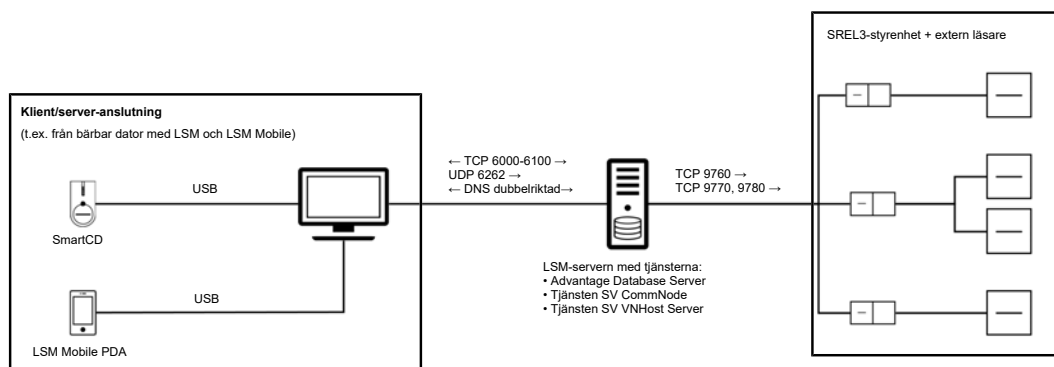 Klient/server-anslutning
(t.ex. från bärbar dator med LSM och LSM Mobile)
USB
SmartCD
USB
LSM Mobile PDA
← TCP 6000-6100 →
UDP 6262 →
← DNS dubbelriktad→
LSM-servern med tjänsterna:
• Advantage Database Server
• Tjänsten SV CommNode
• Tjänsten SV VNHost Server
TCP 9760 →
TCP 9770, 9780 →
SREL3-styrenhet + extern läsare